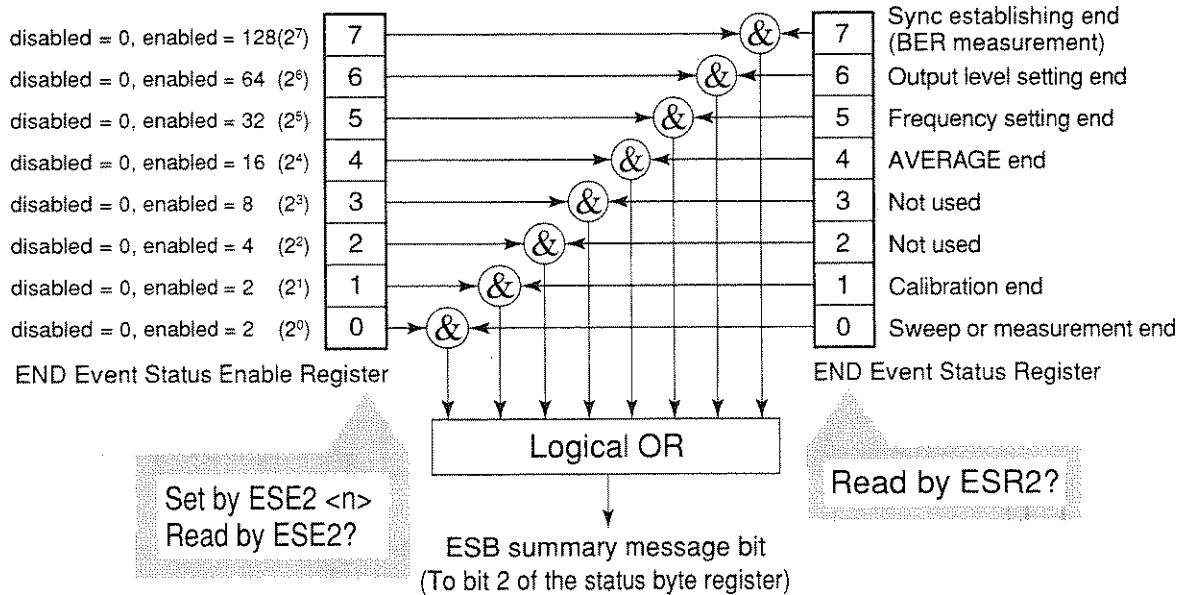 disabled = 0, enabled = 128(2⁷) 7 & 7 Sync establishing end
(BER measurement)
disabled = 0, enabled = 64 (2⁶) 6 & 6 Output level setting end
disabled = 0, enabled = 32 (2⁵) 5 & 5 Frequency setting end
disabled = 0, enabled = 16 (2⁴) 4 & 4 AVERAGE end
disabled = 0, enabled = 8 (2³) 3 & 3 Not used
disabled = 0, enabled = 4 (2²) 2 & 2 Not used
disabled = 0, enabled = 2 (2¹) 1 & 1 Calibration end
disabled = 0, enabled = 2 (2⁰) 0 & 0 Sweep or measurement end
END Event Status Enable Register
END Event Status Register
Logical OR
Set by ESE2 <n>
Read by ESE2?
Read by ESR2?
ESB summary message bit
(To bit 2 of the status byte register)